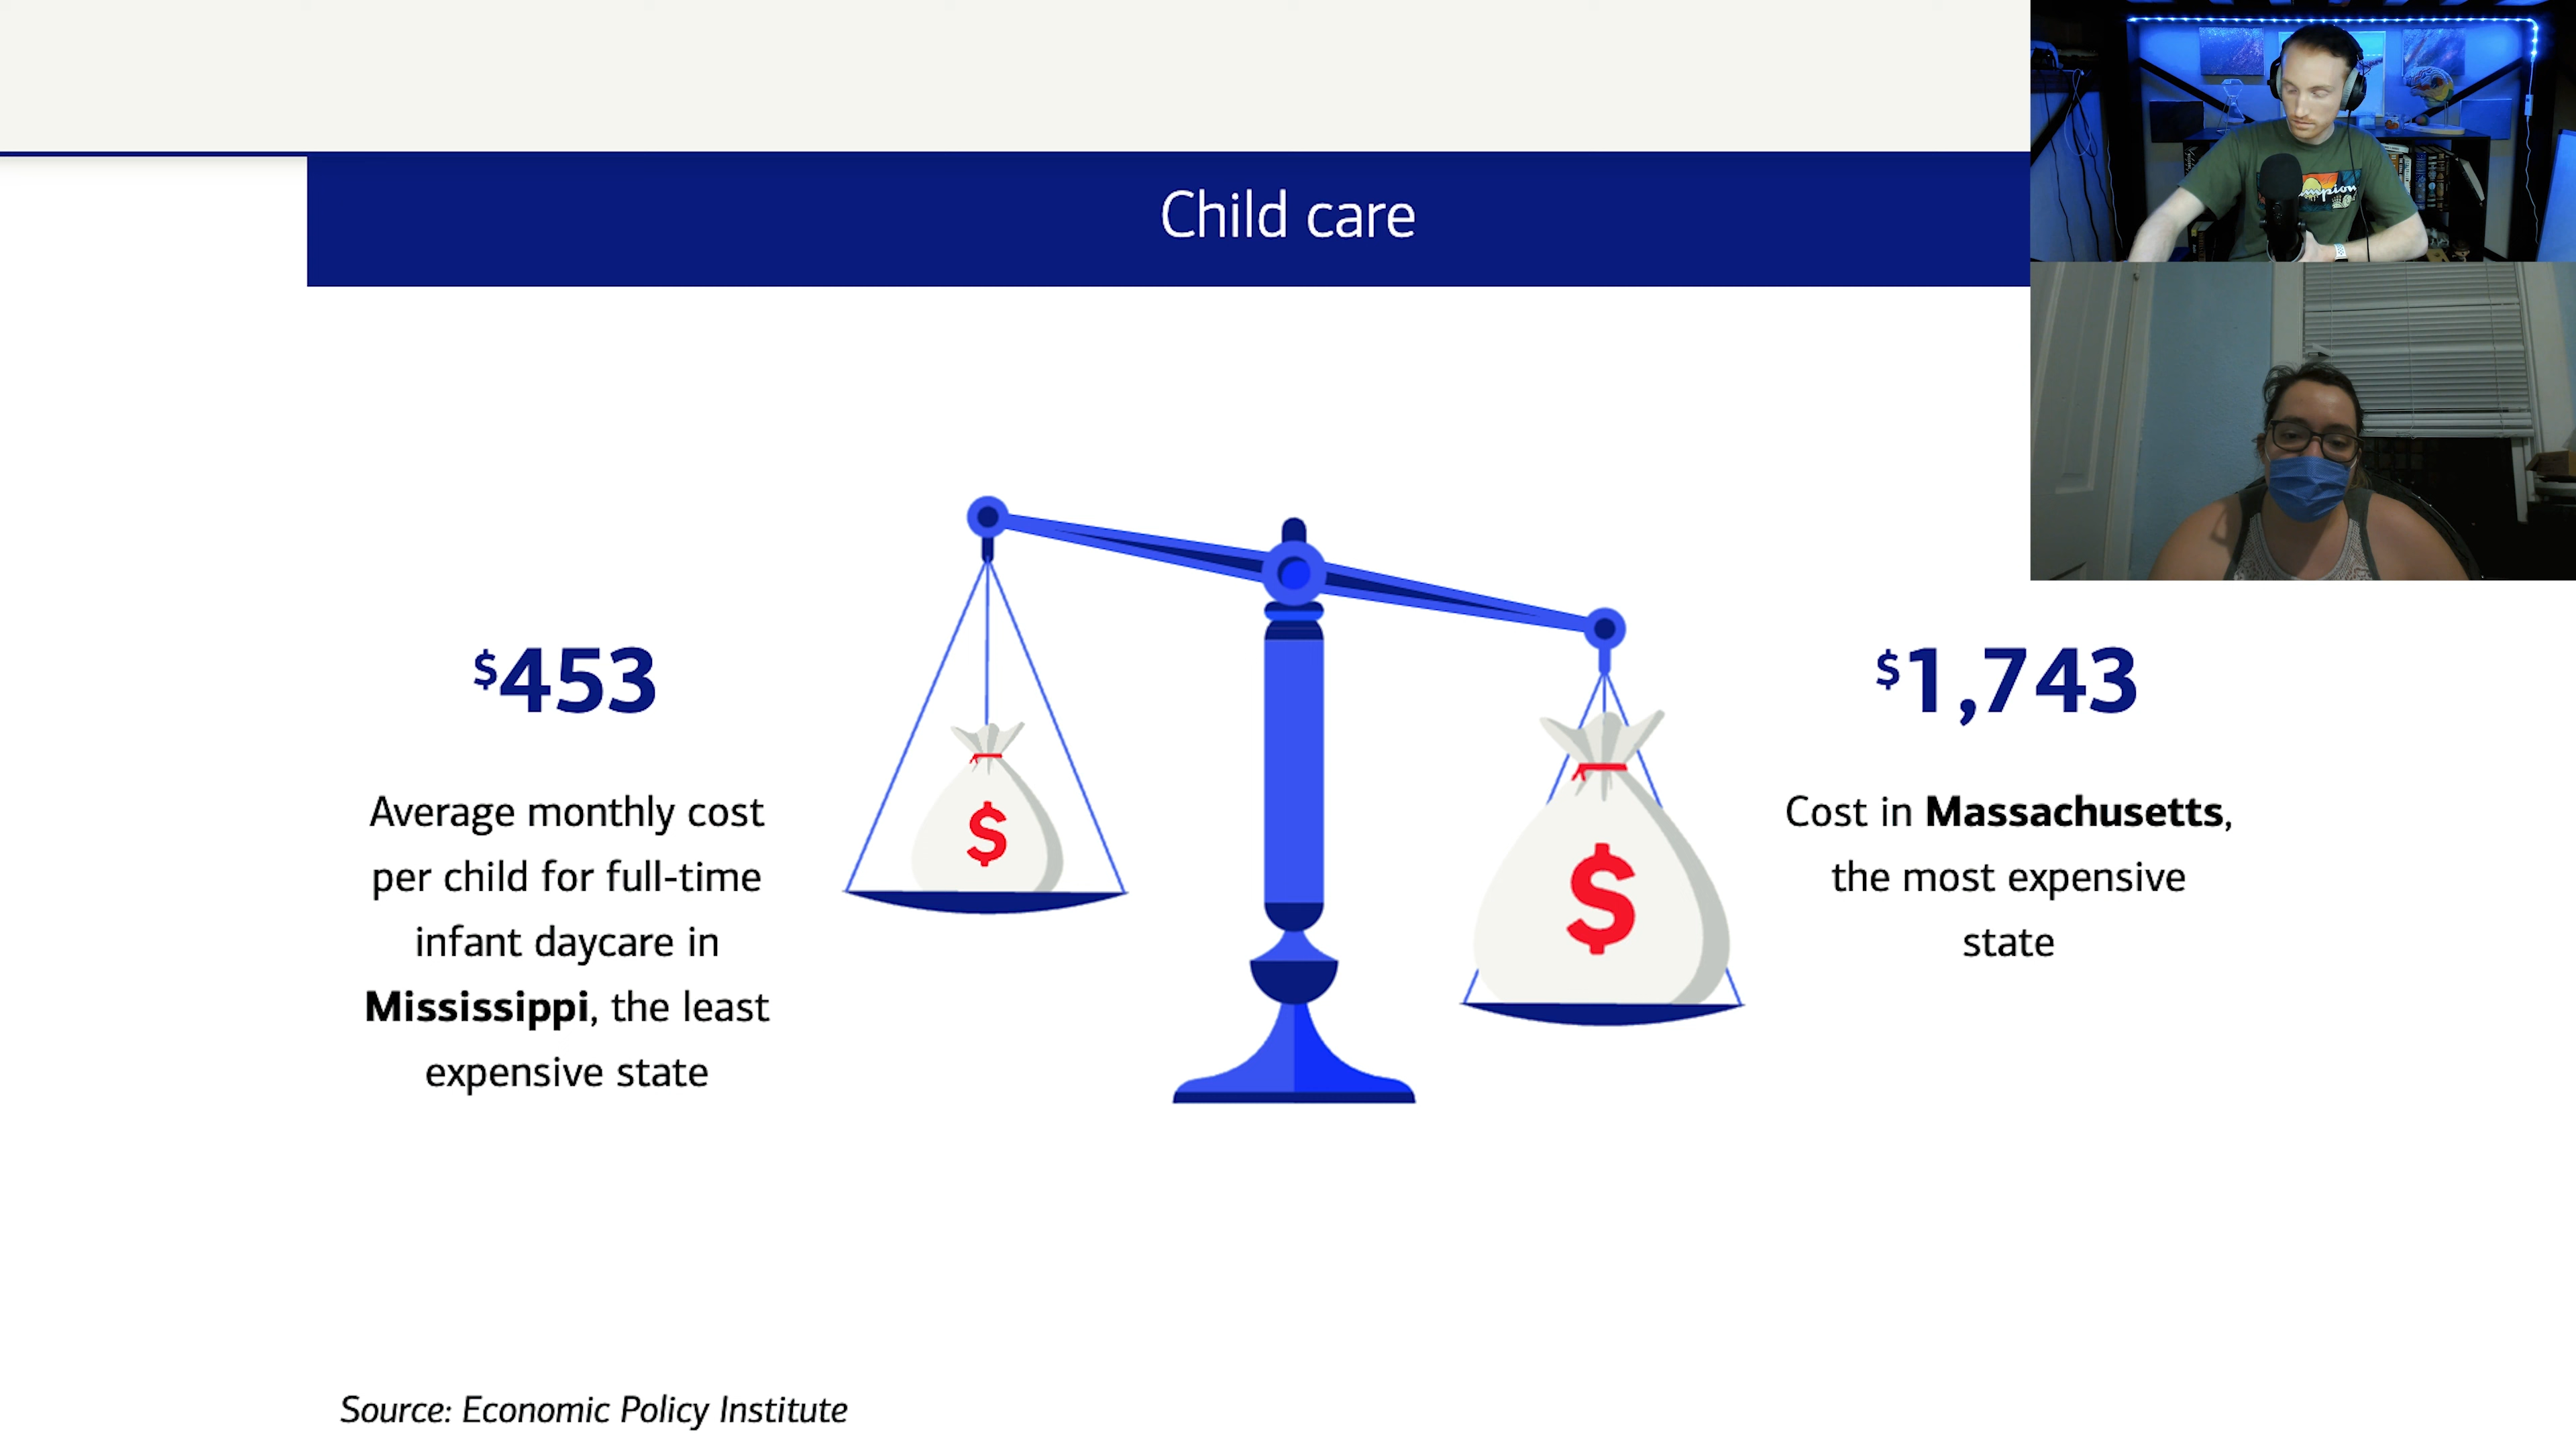 Child care
$453
Average monthly cost
per child for full-time
infant daycare in
Mississippi, the least
expensive state
$
$
$1,743
Cost in Massachusetts,
the most expensive
state
Source: Economic Policy Institute